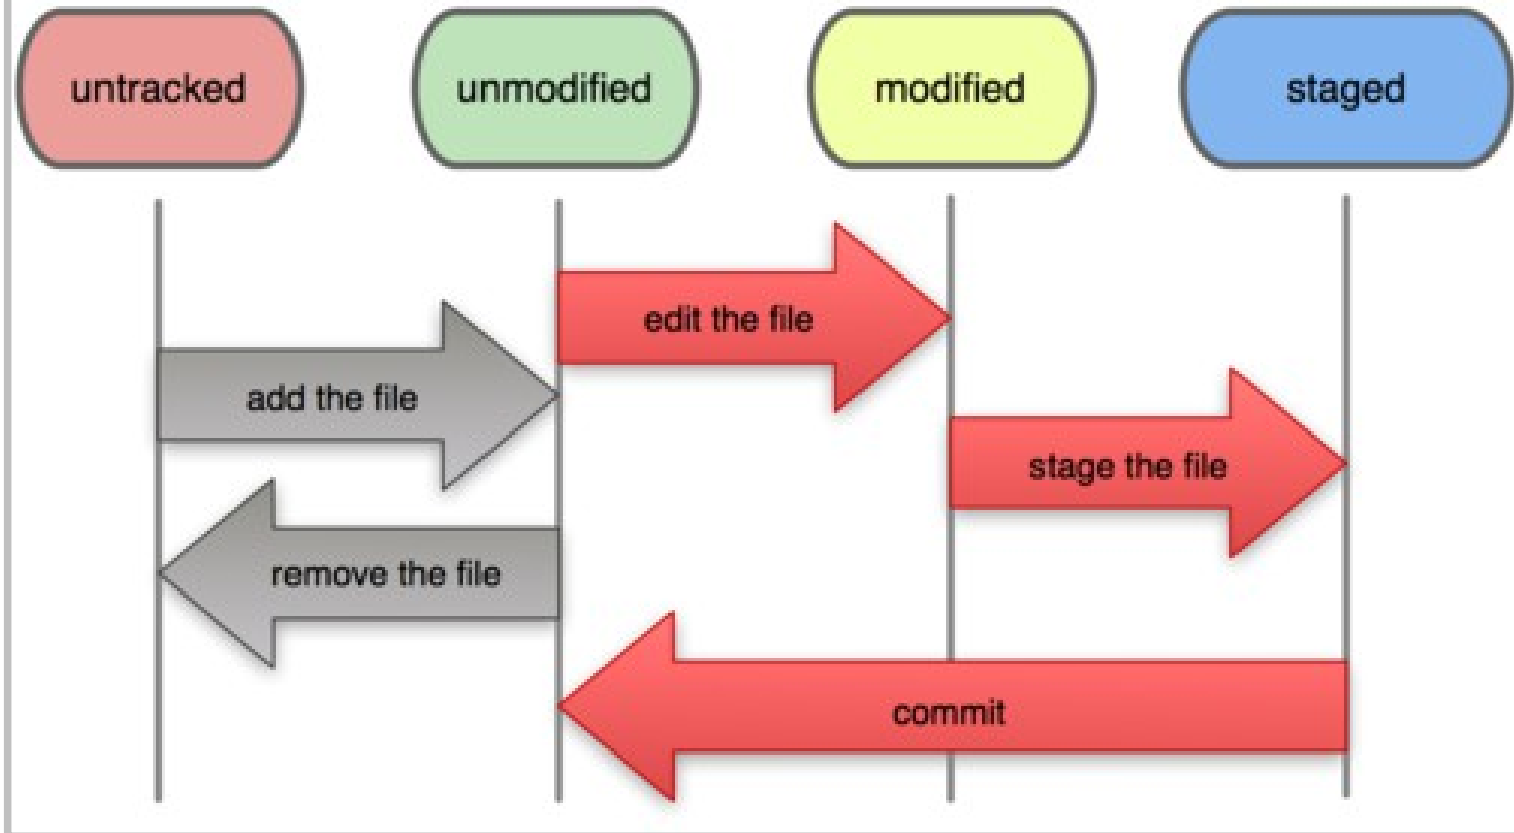 untracked
unmodified
modified
staged
edit the file
add the file
stage the file
remove the file
commit